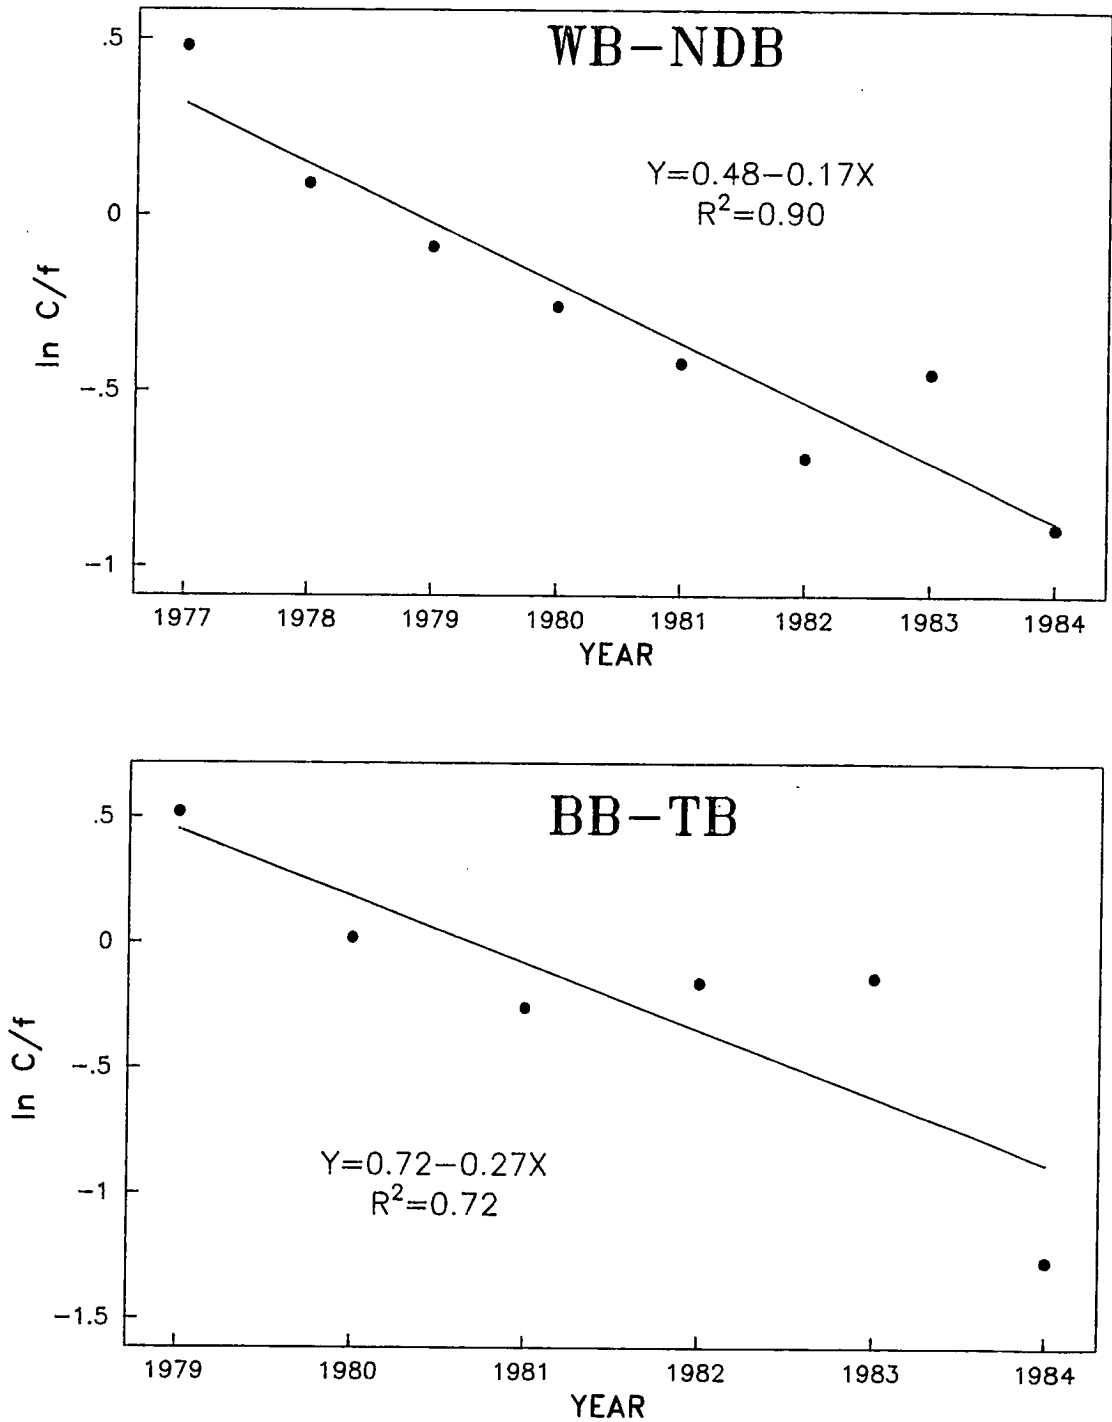 WB-NDB
Y=0.48-0.17X
R²=0.90
ln C/f
.5
0
-.5
-1
1977 1978 1979 1980 1981 1982 1983 1984
YEAR
BB-TB
Y=0.72-0.27X
R²=0.72
ln C/f
.5
0
-.5
-1
-1.5
1979 1980 1981 1982 1983 1984
YEAR